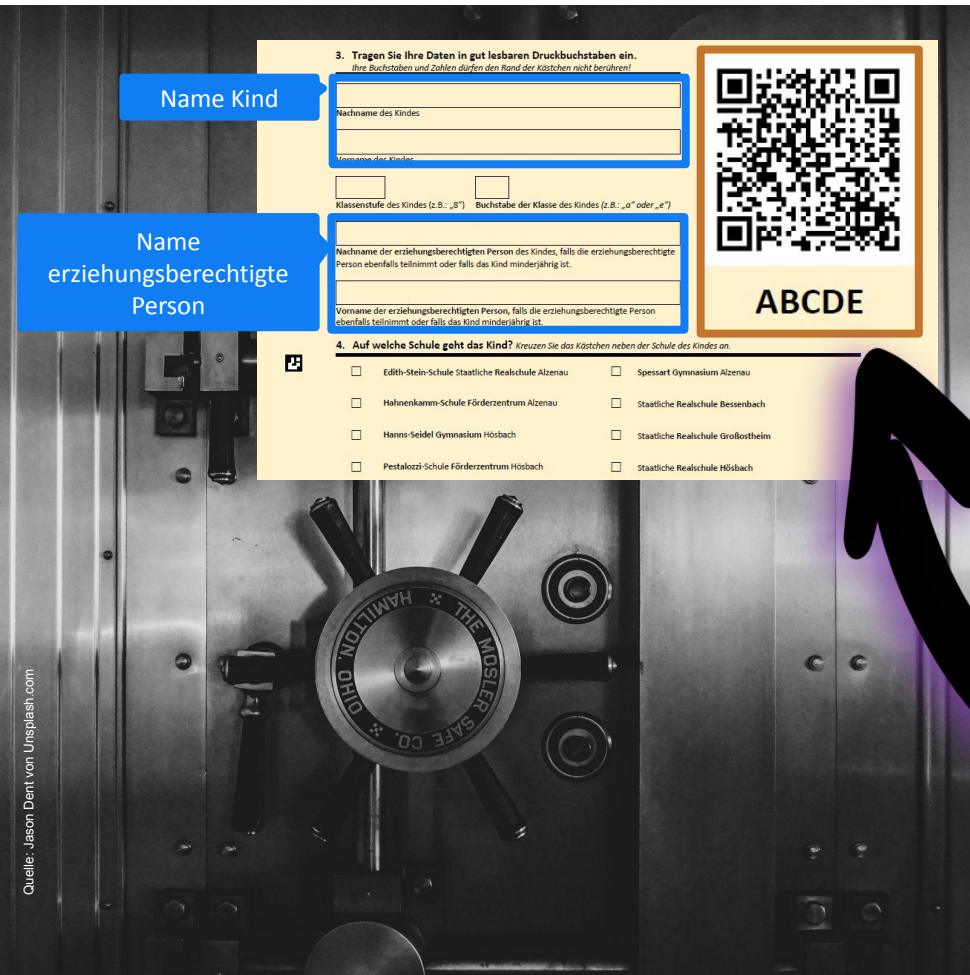 3. Tragen Sie Ihre Daten in gut lesbaren Druckbuchstaben ein.
Ihre Buchstaben und Zahlen dürfen den Rand der Kästchen nicht berühren!
Name Kind
Nachname des Kindes
Vorname des Kindes
Klassenstufe des Kindes (z.B.: „8")
Buchstabe der Klasse des Kindes (z.B.: „a" oder „e")
Name
erziehungsberechtigte
Person
Nachname der erziehungsberechtigten Person des Kindes, falls die erziehungsberechtigte
Person ebenfalls teilnimmt oder falls das Kind minderjährig ist.
Vorname der erziehungsberechtigten Person, falls die erziehungsberechtigte Person
ebenfalls teilnimmt oder falls das Kind minderjährig ist.
ABCDE
4. Auf welche Schule geht das Kind? Kreuzen Sie das Kästchen neben der Schule des Kindes an.
Edith-Stein-Schule Staatliche Realschule Alzenau
Spessart Gymnasium Alzenau
Hahnenkamm-Schule Förderzentrum Alzenau
Staatliche Realschule Bessenbach
Hanns-Seidel Gymnasium Hösbach
Staatliche Realschule Großostheim
Pestalozzi-Schule Förderzentrum Hösbach
Staatliche Realschule Hösbach
THE MOSLER SAFE CO.
HAMILTON, OHIO
Quelle: Jason Dent von Unsplash.com